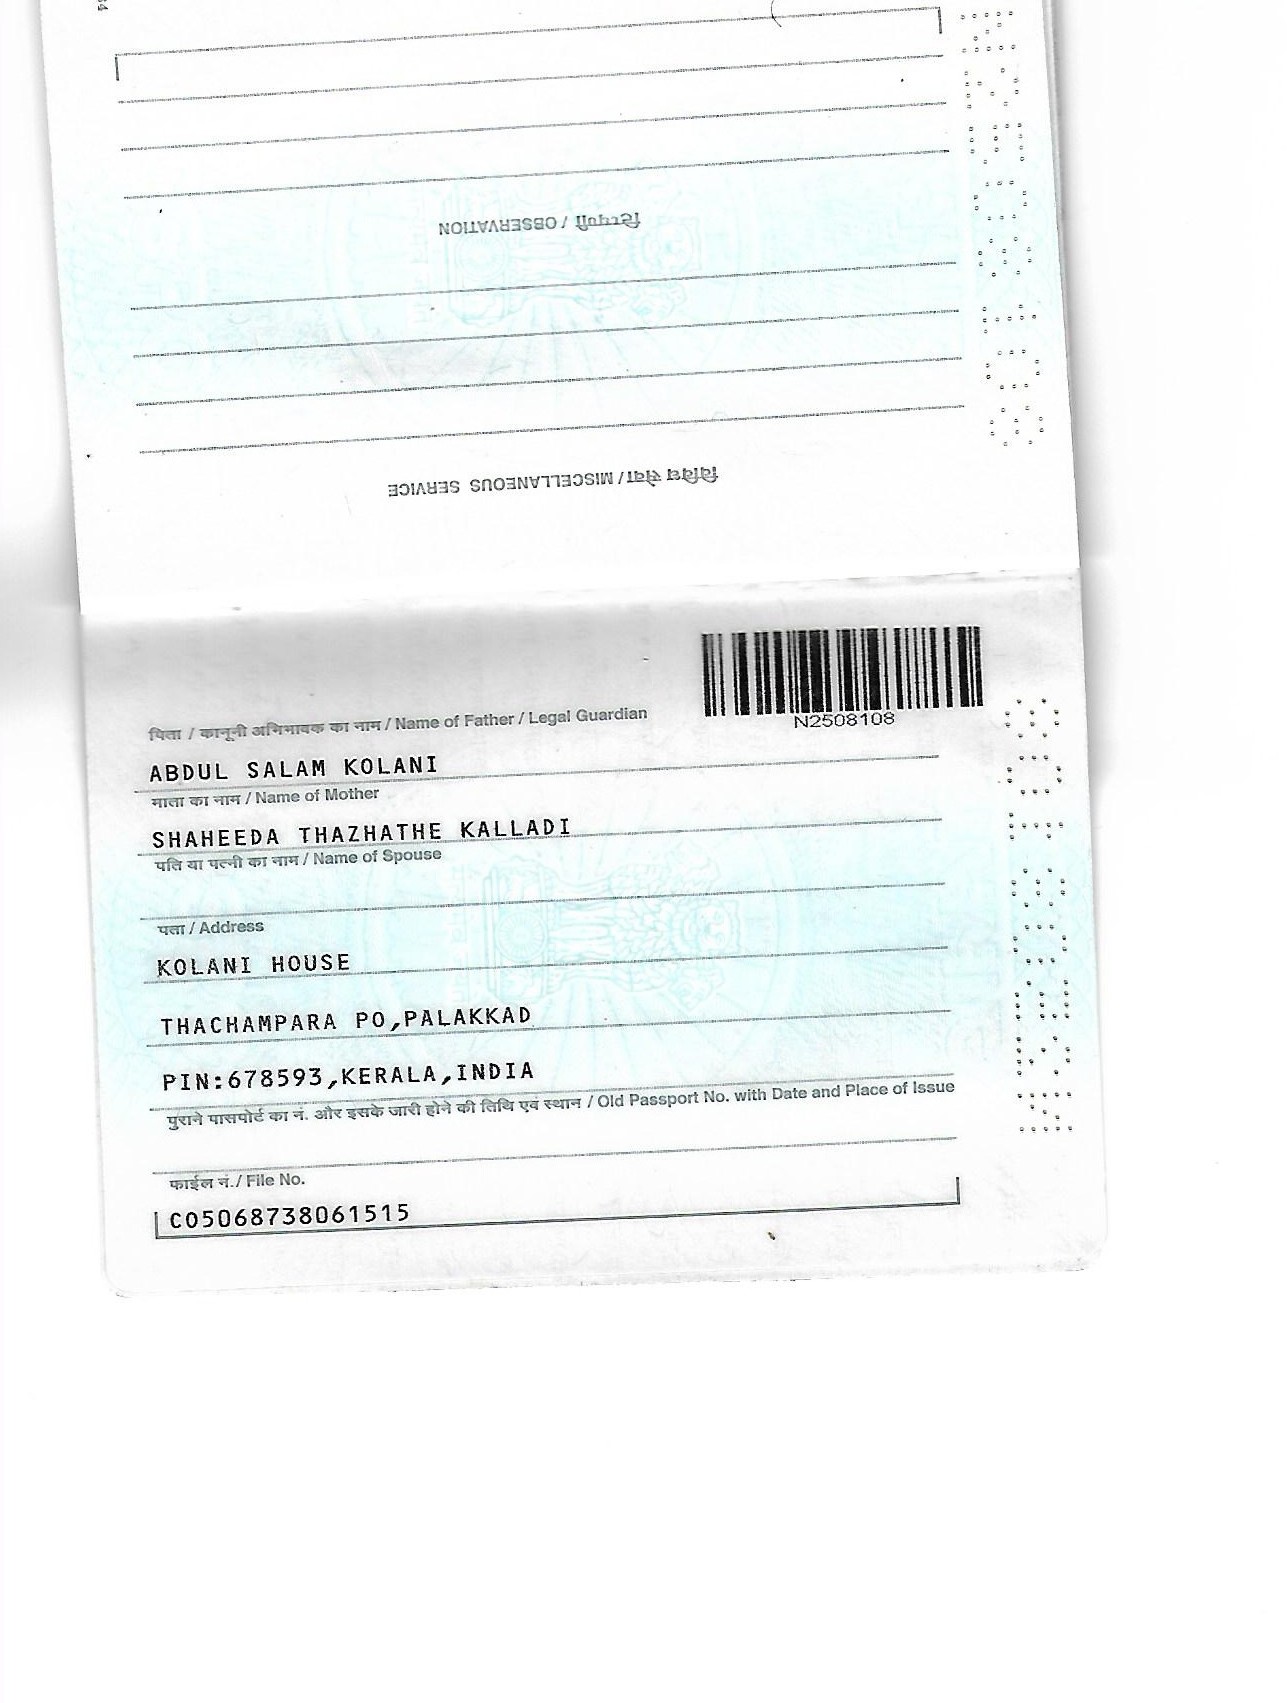 विविध सेवा / MISCELLANEOUS SERVICE
टिप्पणी / OBSERVATION
N2508108
पिता / कानूनी अभिभावक का नाम / Name of Father / Legal Guardian
ABDUL SALAM KOLANI
माता का नाम / Name of Mother
SHAHEEDA THAZHATHE KALLADI
पति या पत्नी का नाम / Name of Spouse
पता / Address
KOLANI HOUSE
THACHAMPARA PO,PALAKKAD
PIN:678593,KERALA,INDIA
पुराने पासपोर्ट का नं. और इसके जारी होने की तिथि एवं स्थान / Old Passport No. with Date and Place of Issue
फाईल नं./ File No.
CO5068738061515